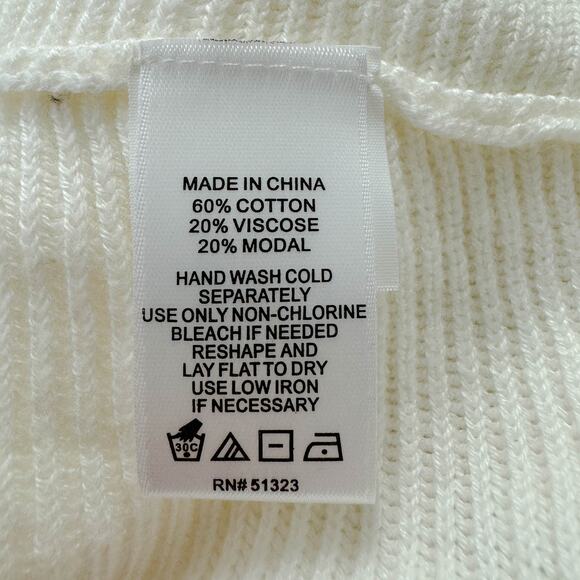 MADE IN CHINA
60% COTTON
20% VISCOSE
20% MODAL
HAND WASH COLD
SEPARATELY
USE ONLY NON-CHLORINE
BLEACH IF NEEDED
RESHAPE AND
LAY FLAT TO DRY
USE LOW IRON
IF NECESSARY
30C
RN# 51323